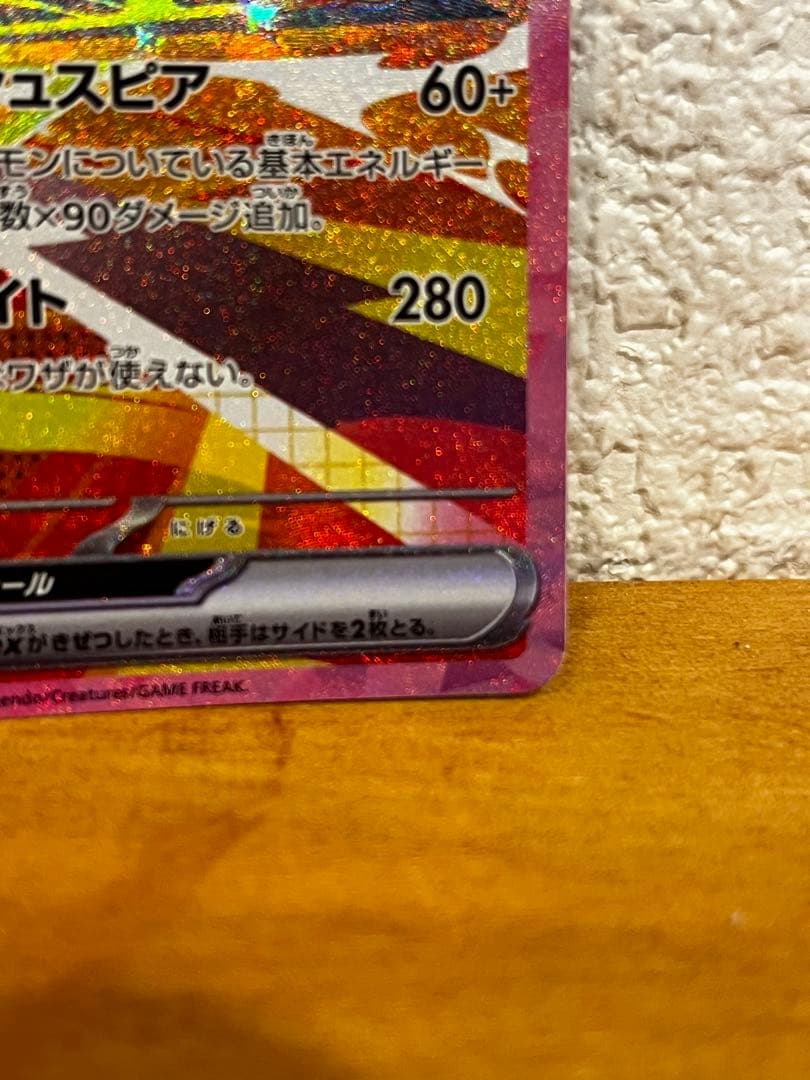 ュスピア 60+
モンについている基本エネルギー
数×90ダメージ追加。
イト 280
ワザが使えない。
にげる
ール
がきぜつしたとき、相手はサイドを2枚とる。
endo/Creatures/GAME FREAK.